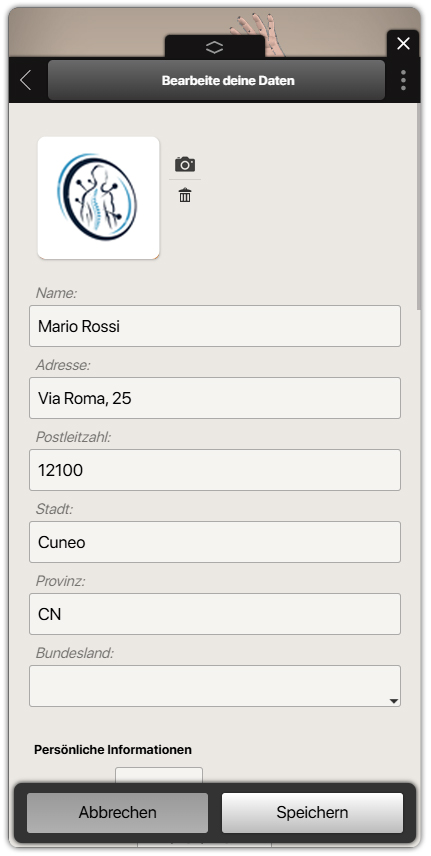 Bearbeite deine Daten
Name:
Mario Rossi
Adresse:
Via Roma, 25
Postleitzahl:
12100
Stadt:
Cuneo
Provinz:
CN
Bundesland:
Persönliche Informationen
Abbrechen
Speichern